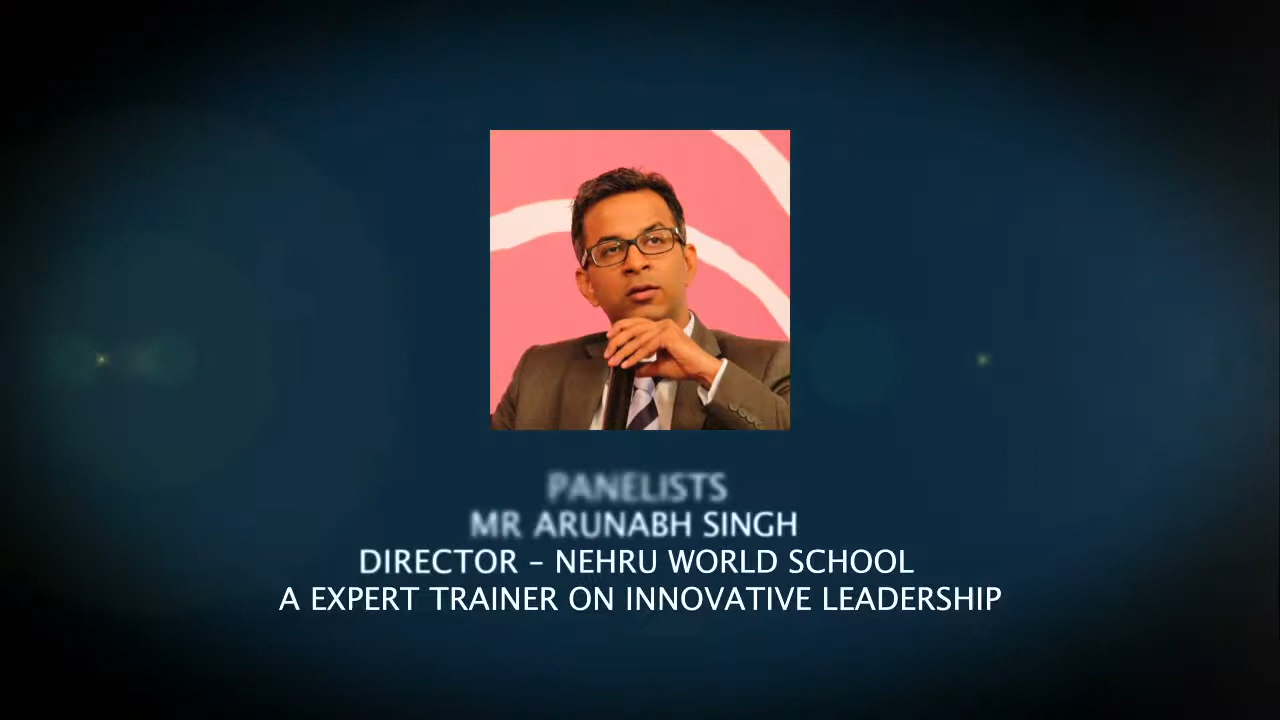 PANELISTS
MR ARUNABH SINGH
DIRECTOR – NEHRU WORLD SCHOOL
A EXPERT TRAINER ON INNOVATIVE LEADERSHIP